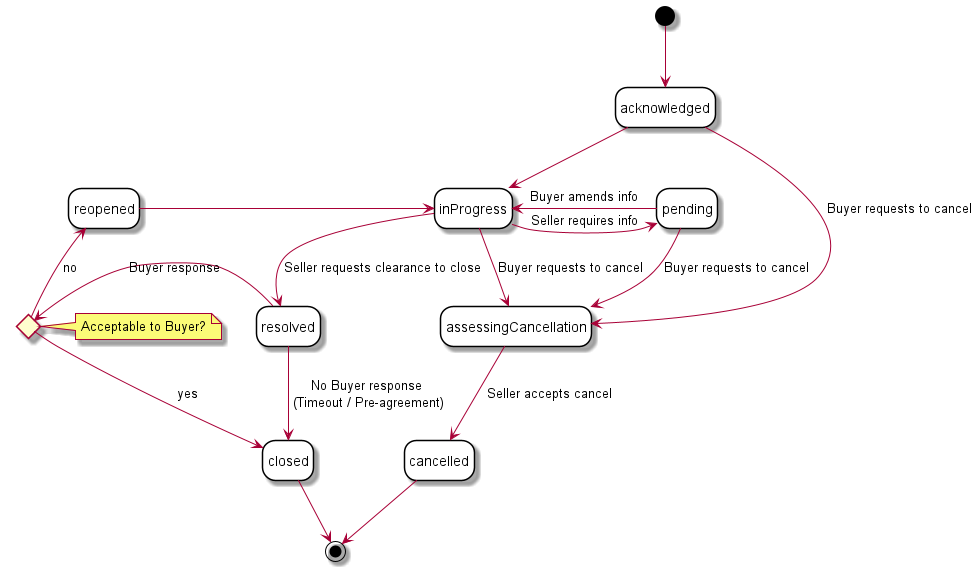 acknowledged
reopened
inProgress
Buyer amends info
Seller requires info
pending
Buyer requests to cancel
no
Buyer response
Seller requests clearance to close
Buyer requests to cancel
Buyer requests to cancel
Acceptable to Buyer?
resolved
assessingCancellation
yes
No Buyer response
(Timeout / Pre-agreement)
Seller accepts cancel
closed
cancelled